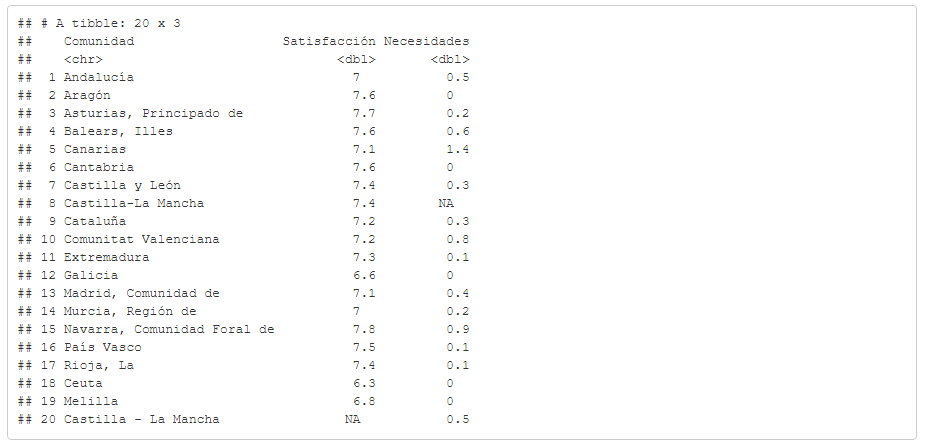 ## # A tibble: 20 x 3
##    Comunidad                   Satisfacción Necesidades
##    <chr>                              <dbl>       <dbl>
##  1 Andalucía                            7           0.5
##  2 Aragón                               7.6         0
##  3 Asturias, Principado de              7.7         0.2
##  4 Balears, Illes                       7.6         0.6
##  5 Canarias                             7.1         1.4
##  6 Cantabria                            7.6         0
##  7 Castilla y León                      7.4         0.3
##  8 Castilla-La Mancha                   7.4        NA
##  9 Cataluña                             7.2         0.3
## 10 Comunitat Valenciana                 7.2         0.8
## 11 Extremadura                          7.3         0.1
## 12 Galicia                              6.6         0
## 13 Madrid, Comunidad de                 7.1         0.4
## 14 Murcia, Región de                    7           0.2
## 15 Navarra, Comunidad Foral de          7.8         0.9
## 16 País Vasco                           7.5         0.1
## 17 Rioja, La                            7.4         0.1
## 18 Ceuta                                6.3         0
## 19 Melilla                              6.8         0
## 20 Castilla - La Mancha                NA           0.5